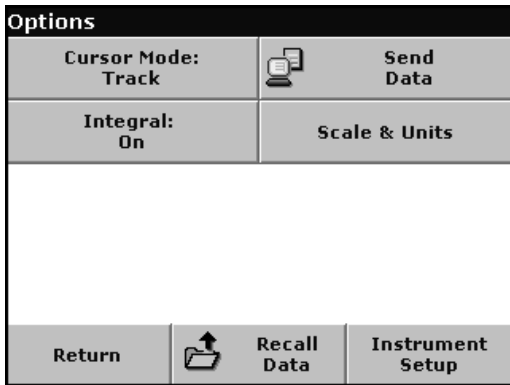 Options
Cursor Mode:
Track
Send
Data
Integral:
On
Scale & Units
Return
Recall
Data
Instrument
Setup